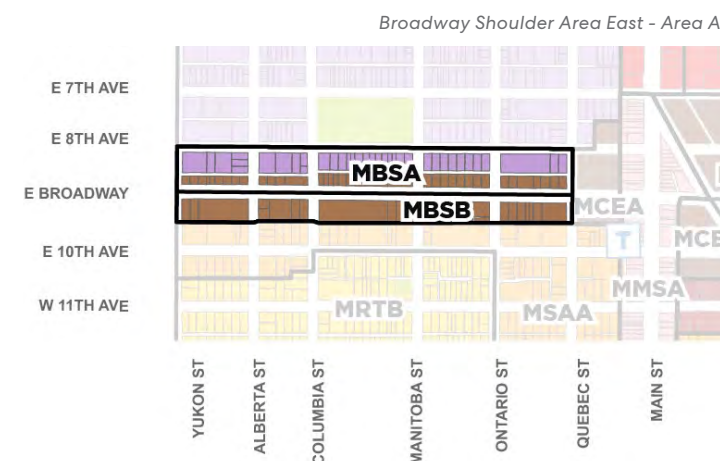 Broadway Shoulder Area East - Area A
E 7TH AVE
E 8TH AVE
MBSA
E BROADWAY
MBSB
MCEA
T
E 10TH AVE
MCE
MMSA
W 11TH AVE
MRTB
MSAA
YUKON ST
ALBERTA ST
COLUMBIA ST
MANITOBA ST
ONTARIO ST
QUEBEC ST
MAIN ST